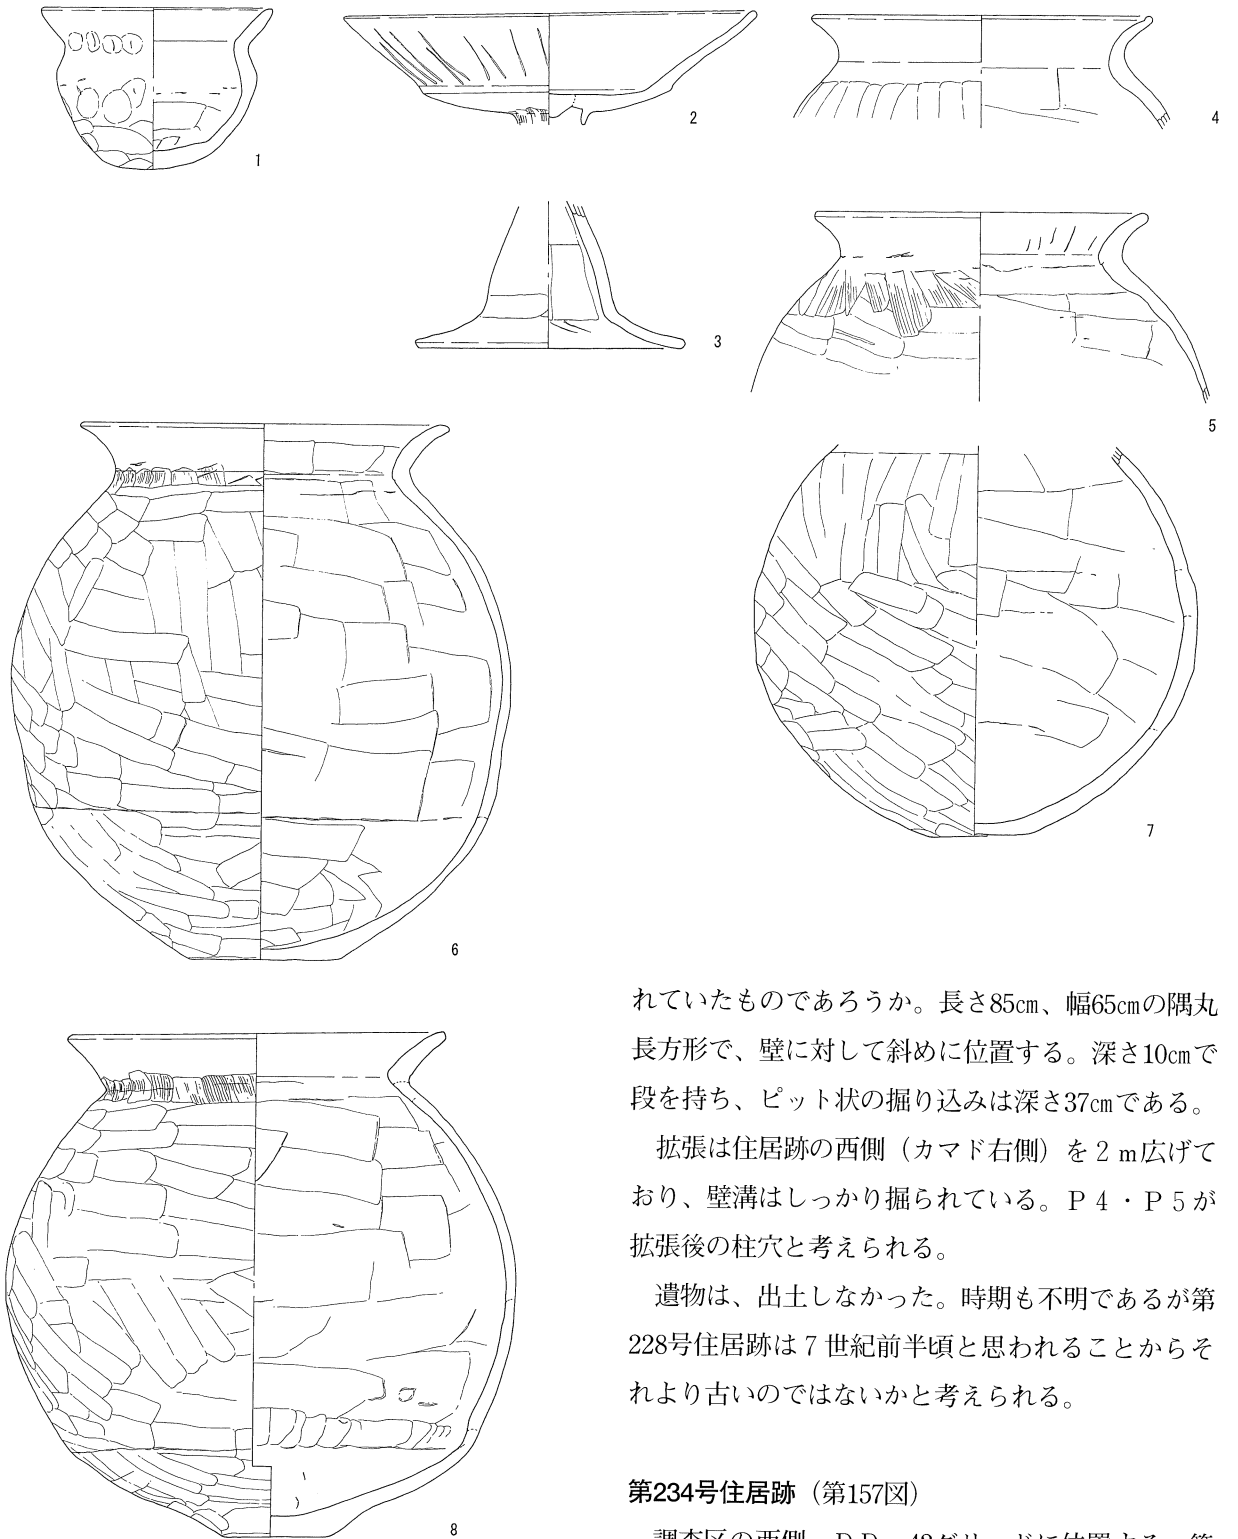 1
2
4
3
5
6
7
8
れていたものであろうか。長さ85㎝、幅65㎝の隅丸
長方形で、壁に対して斜めに位置する。深さ10㎝で
段を持ち、ピット状の掘り込みは深さ37㎝である。
拡張は住居跡の西側（カマド右側）を2m広げて
おり、壁溝はしっかり掘られている。P4・P5が
拡張後の柱穴と考えられる。
遺物は、出土しなかった。時期も不明であるが第
228号住居跡は7世紀前半頃と思われることからそ
れより古いのではないかと考えられる。
第234号住居跡（第157図）